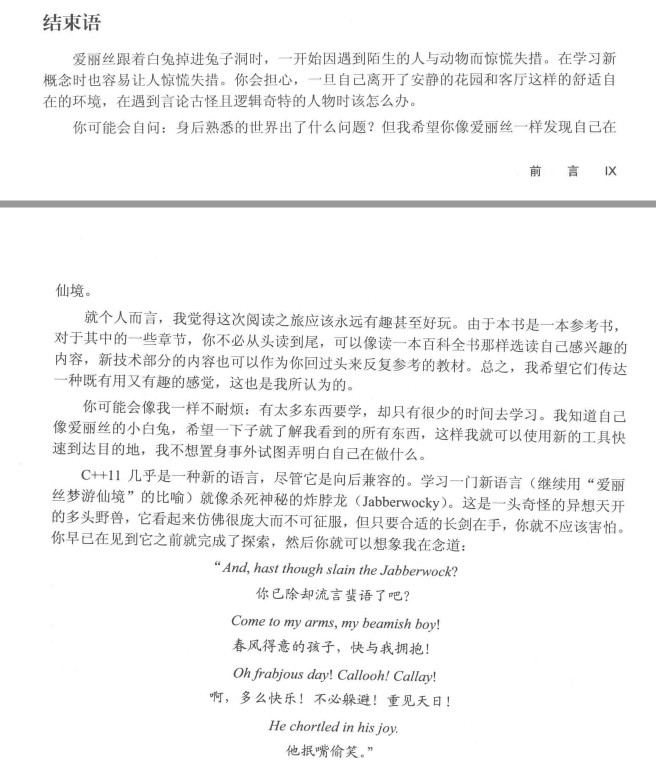 结束语
爱丽丝跟着白兔掉进兔子洞时，一开始因遇到陌生的人与动物而惊慌失措。在学习新
概念时也容易让人惊慌失措。你会担心，一旦自己离开了安静的花园和客厅这样的舒适自
在的环境，在遇到言论古怪且逻辑奇特的人物时该怎么办。
你可能会自问：身后熟悉的世界出了什么问题？但我希望你像爱丽丝一样发现自己在
前 言 IX
仙境。
就个人而言，我觉得这次阅读之旅应该永远有趣甚至好玩。由于本书是一本参考书，
对于其中的一些章节，你不必从头读到尾，可以像读一本百科全书那样选读自己感兴趣的
内容，新技术部分的内容也可以作为你回过头来反复参考的教材。总之，我希望它们传达
一种既有用又有趣的感觉，这也是我所认为的。
你可能会像我一样不耐烦：有太多东西要学，却只有很少的时间去学习。我知道自己
像爱丽丝的小白兔，希望一下子就了解我看到的所有东西，这样我就可以使用新的工具快
速到达目的地，我不想置身事外试图弄明白自己在做什么。
C++11 几乎是一种新的语言，尽管它是向后兼容的。学习一门新语言（继续用“爱丽
丝梦游仙境”的比喻）就像杀死神秘的炸脖龙（Jabberwocky）。这是一头奇怪的异想天开
的多头野兽，它看起来仿佛很庞大而不可征服，但只要合适的长剑在手，你就不应该害怕。
你早已在见到它之前就完成了探索，然后你就可以想象我在念道：
“And, hast though slain the Jabberwock?
你已除却流言蜚语了吧？
Come to my arms, my beamish boy!
春风得意的孩子，快与我拥抱！
Oh frabjous day! Callooh! Callay!
啊，多么快乐！不必躲避！重见天日！
He chortled in his joy.
他抿嘴偷笑。”